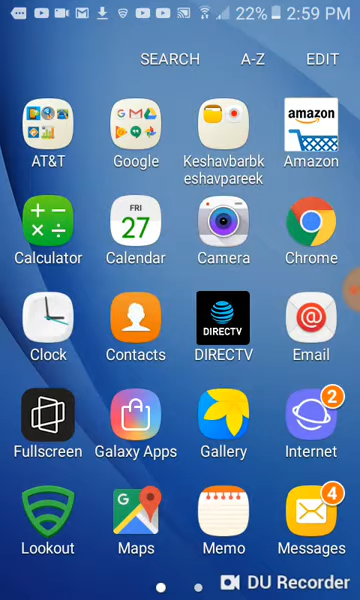 22% 2:59 PM
SEARCH A-Z EDIT
AT&T Google Keshavbarbk
eshavpareek Amazon
amazon
Calculator Calendar Camera Chrome
FRI
27
Clock Contacts DIRECTV Email
DIRECTV
Fullscreen Galaxy Apps Gallery Internet
2
Lookout Maps Memo Messages
4
DU Recorder